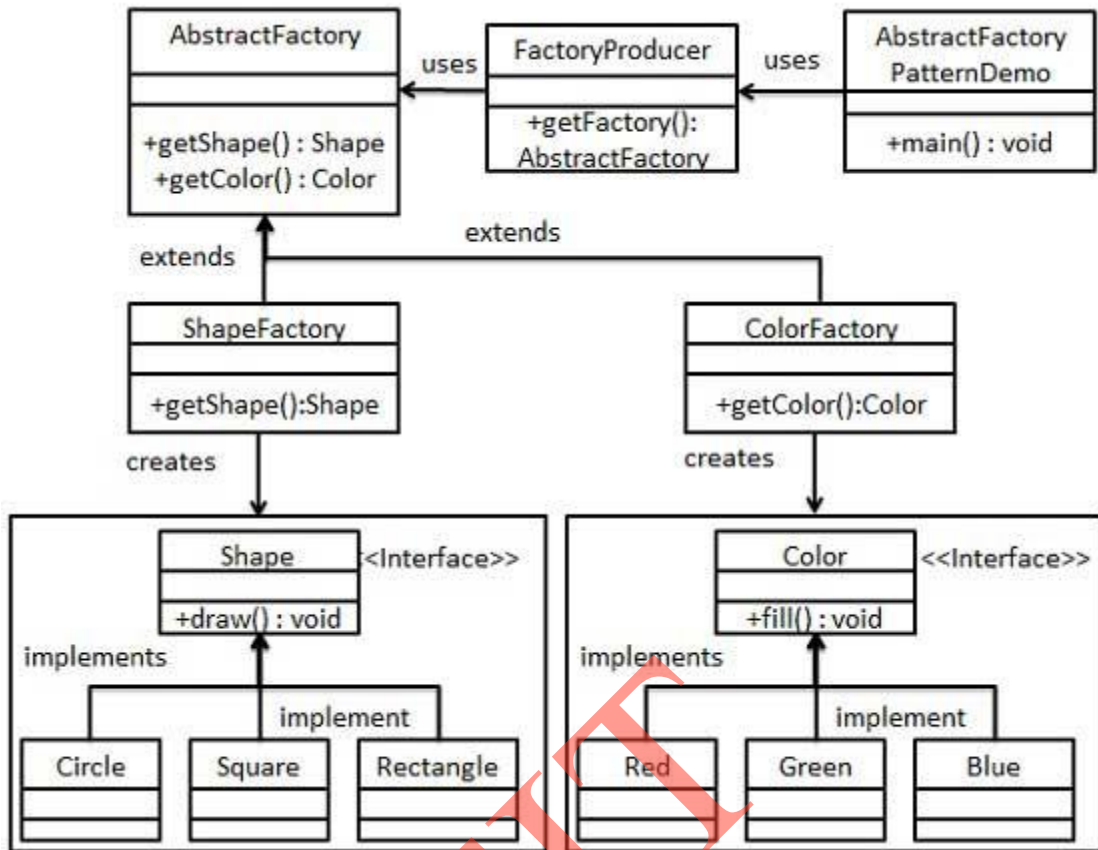 AbstractFactory
+getShape() : Shape
+getColor() : Color
uses
FactoryProducer
+getFactory():
AbstractFactory
uses
AbstractFactory
PatternDemo
+main() : void
extends
extends
ShapeFactory
+getShape():Shape
ColorFactory
+getColor():Color
creates
creates
Shape
<<Interface>>
+draw() : void
implements
implement
Circle
Square
Rectangle
Color
<<Interface>>
+fill() : void
implements
implement
Red
Green
Blue